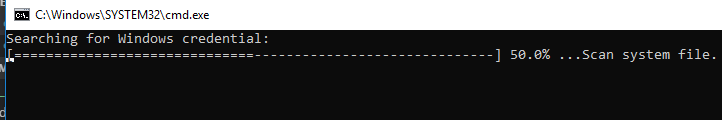 C:\Windows\SYSTEM32\cmd.exe
Searching for Windows credential:
[==============================------------------------------] 50.0% ...Scan system file.